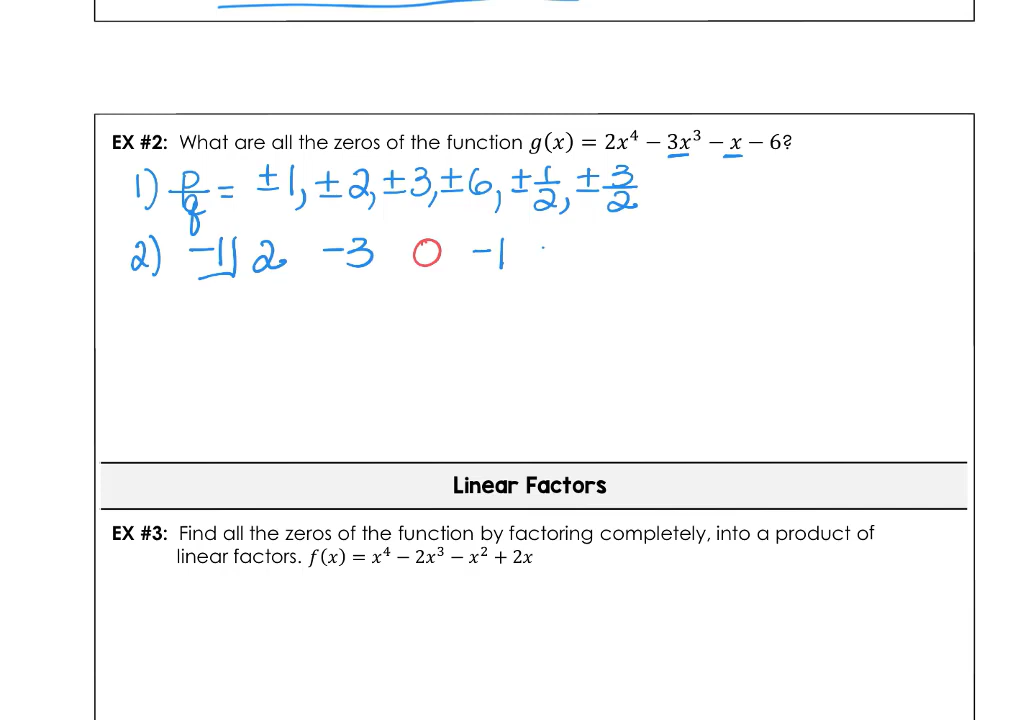 EX #2: What are all the zeros of the function g(x) = 2x⁴ − 3x³ − x − 6?
1) p/q = ±1, ±2, ±3, ±6, ±1/2, ±3/2
2) −1| 2 −3 0 −1
Linear Factors
EX #3: Find all the zeros of the function by factoring completely, into a product of
linear factors. f(x) = x⁴ − 2x³ − x² + 2x